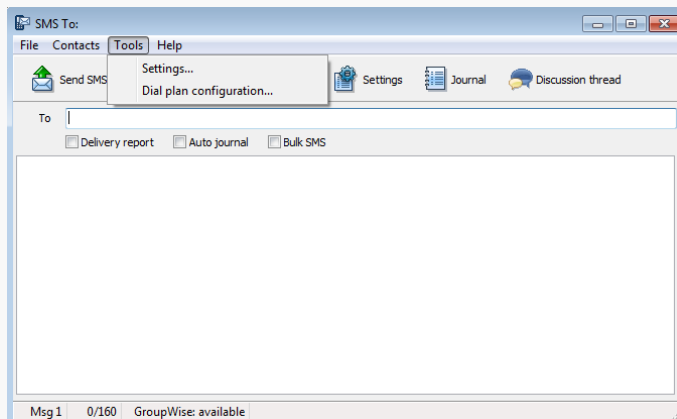 SMS To:
File Contacts Tools Help
Settings...
Dial plan configuration...
Send SMS Settings Journal Discussion thread
To
Delivery report Auto journal Bulk SMS
Msg 1 0/160 GroupWise: available